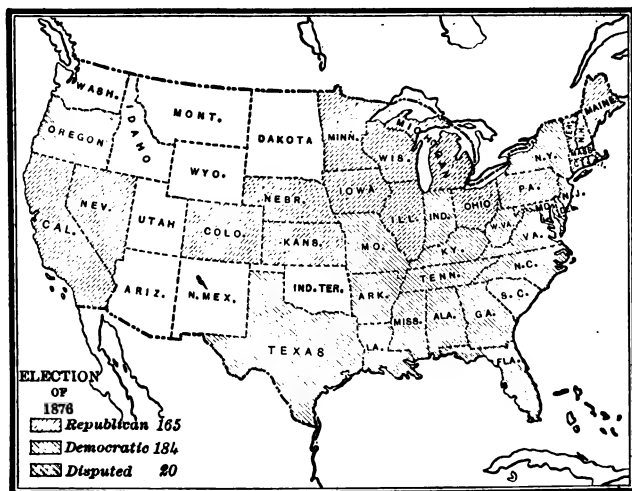 WASH.
MONT.
DAKOTA
MINN.
MICHIGAN
MAINE
OREGON
IDAHO
WIS.
N.Y.
VER.
N.H.
MASS.
WYO.
IOWA
PA.
N.J.
NEBR.
NEV.
UTAH
COLO.
ILL.
IND.
OHIO
W.VA.
MD.
CAL.
KANS.
MO.
KY.
VA.
TENN.
N.C.
ARIZ.
N.MEX.
IND. TER.
ARK.
S.C.
MISS.
ALA.
GA.
TEXAS
LA.
FLA.
ELECTION
OF
1876
Republican 165
Democratic 184
Disputed 20